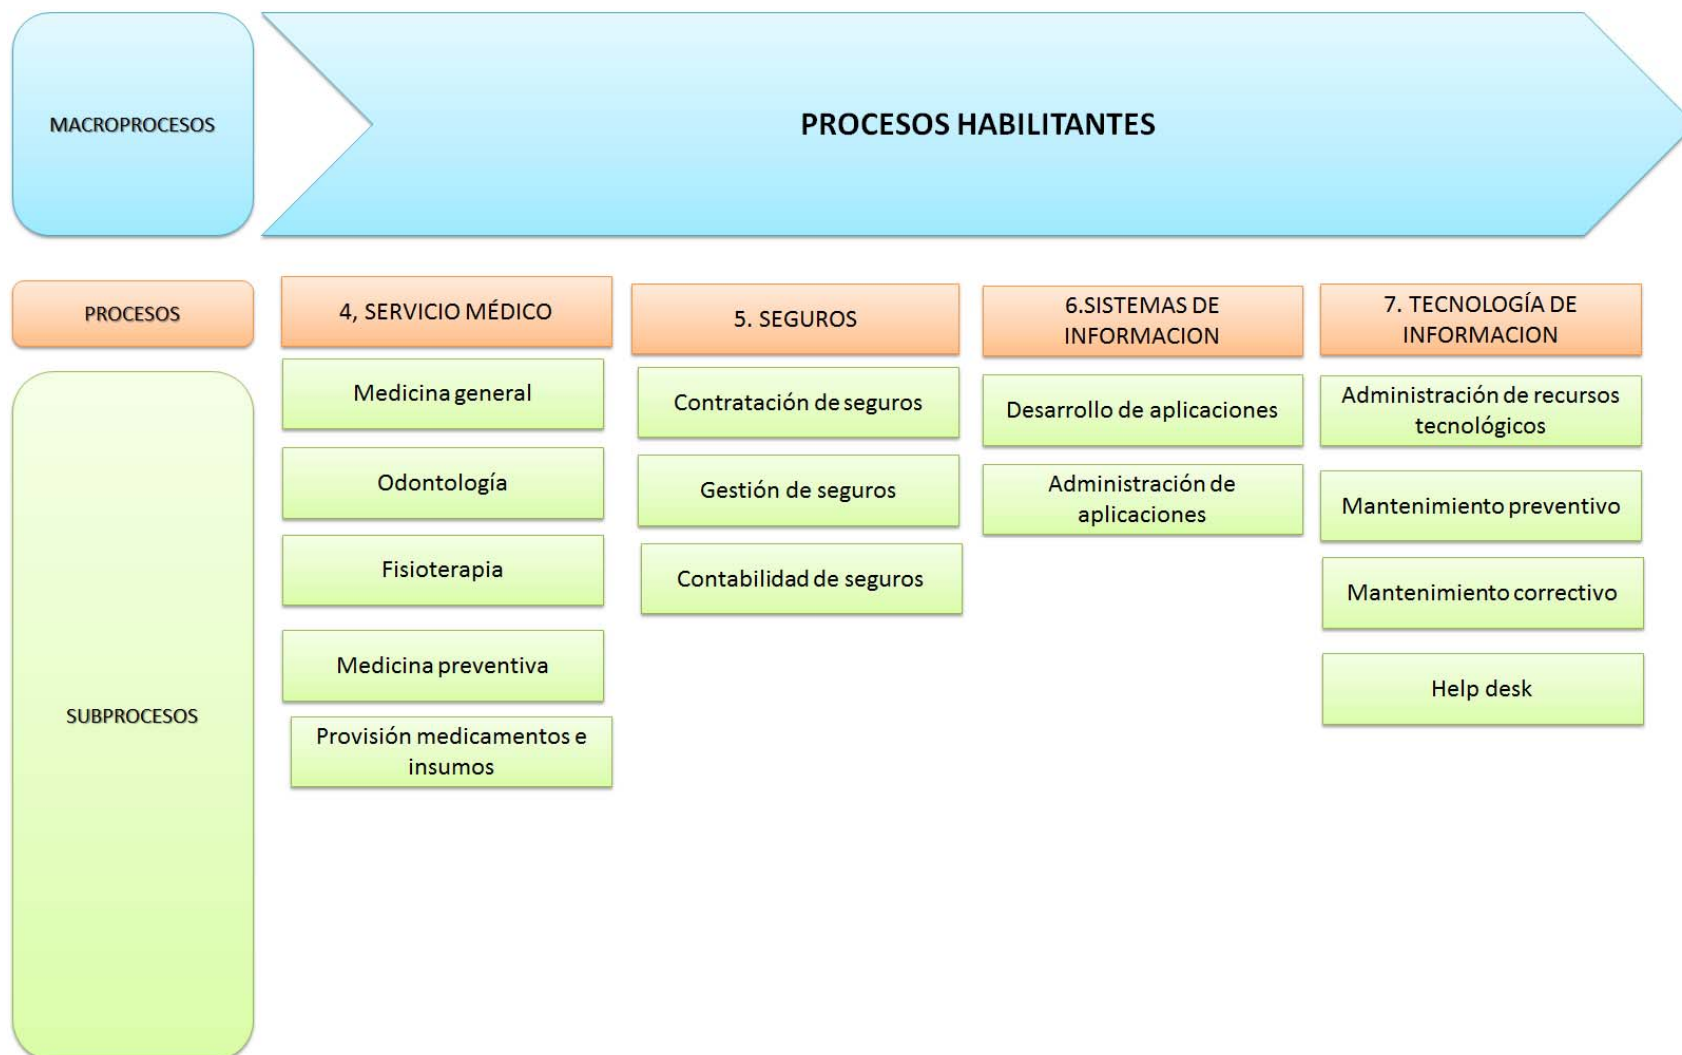 MACROPROCESOS
PROCESOS HABILITANTES
PROCESOS
4, SERVICIO MÉDICO
5. SEGUROS
6.SISTEMAS DE
INFORMACION
7. TECNOLOGÍA DE
INFORMACION
SUBPROCESOS
Medicina general
Odontología
Fisioterapia
Medicina preventiva
Provisión medicamentos e
insumos
Contratación de seguros
Gestión de seguros
Contabilidad de seguros
Desarrollo de aplicaciones
Administración de
aplicaciones
Administración de recursos
tecnológicos
Mantenimiento preventivo
Mantenimiento correctivo
Help desk